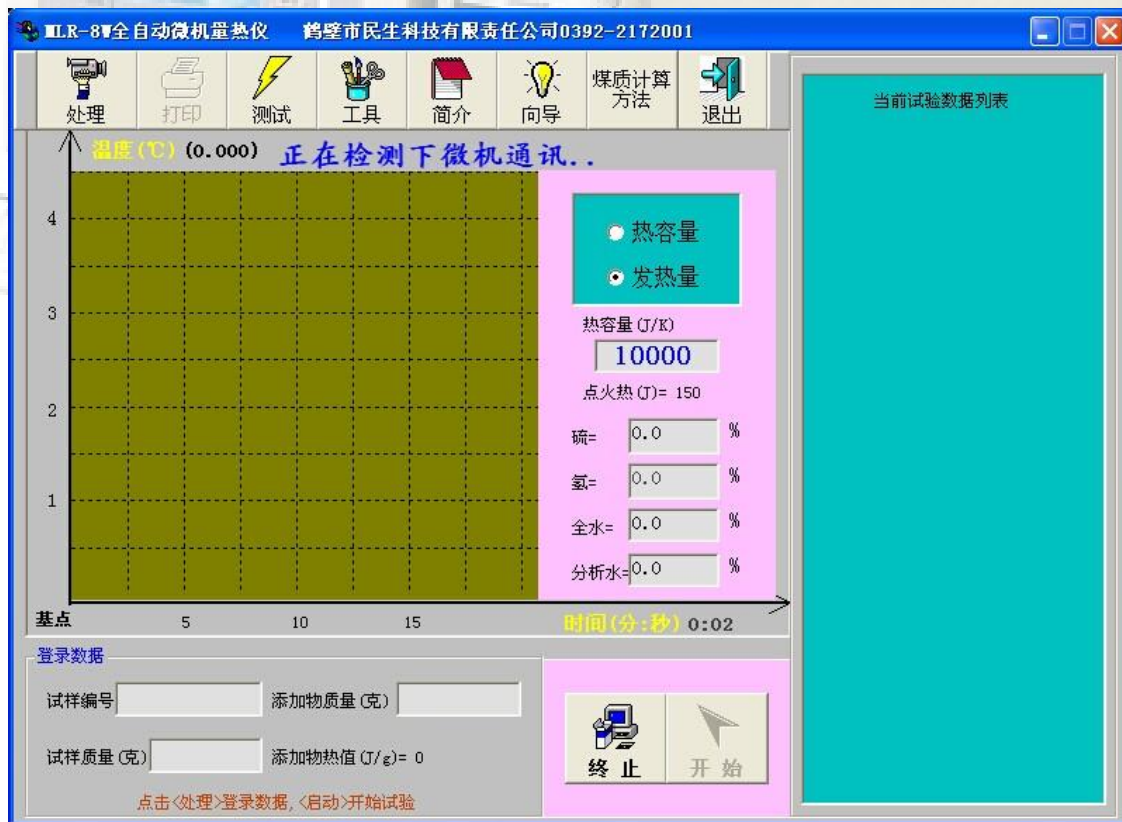 MLR-8W全自动微机量热仪 鹤壁市民生科技有限责任公司0392-2172001
处理 打印 测试 工具 简介 向导 煤质计算方法 退出
当前试验数据列表
温度(℃) (0.000) 正在检测下微机通讯..
4
3
2
1
热容量
发热量
热容量(J/K)
10000
点火热(J)= 150
硫= 0.0 %
氢= 0.0 %
全水= 0.0 %
分析水= 0.0 %
基点 5 10 15 时间(分:秒) 0:02
登录数据
试样编号 添加物质量(克)
试样质量(克) 添加物热值(J/g)= 0
点击<处理>登录数据,<启动>开始试验
终止 开始